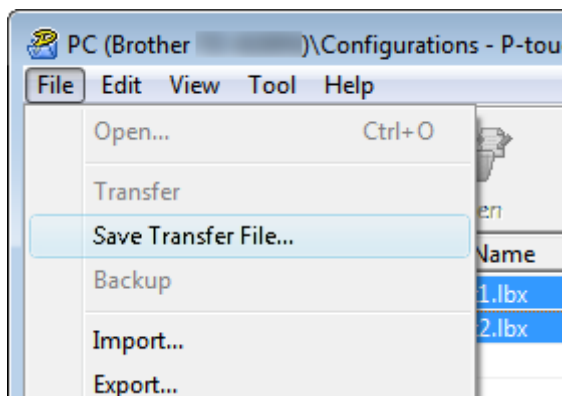 PC (Brother )\Configurations - P-tou
File Edit View Tool Help
Open... Ctrl+O
Transfer
Save Transfer File...
Backup
Import...
Export...
en
Name
1.lbx
2.lbx